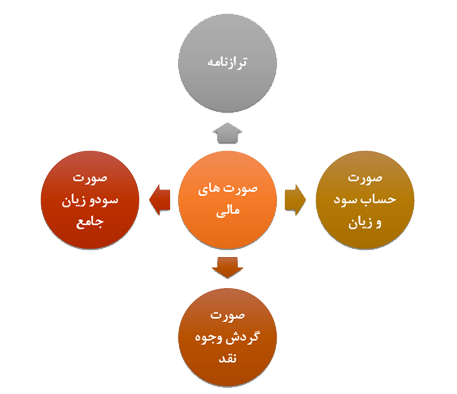 ترازنامه
صورت
حساب سود
و زیان
صورت های
مالی
صورت
سودو زیان
جامع
صورت
گردش وجوه
نقد